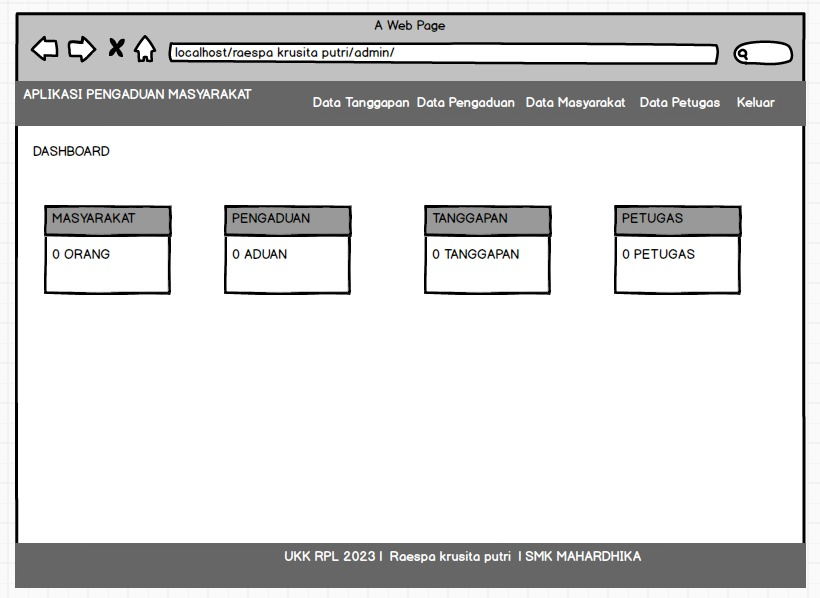 A Web Page
localhost/raespa krusita putri/admin/
APLIKASI PENGADUAN MASYARAKAT
Data Tanggapan Data Pengaduan Data Masyarakat Data Petugas Keluar
DASHBOARD
MASYARAKAT PENGADUAN TANGGAPAN PETUGAS
0 ORANG 0 ADUAN 0 TANGGAPAN 0 PETUGAS
UKK RPL 2023 I Raespa krusita putri I SMK MAHARDHIKA